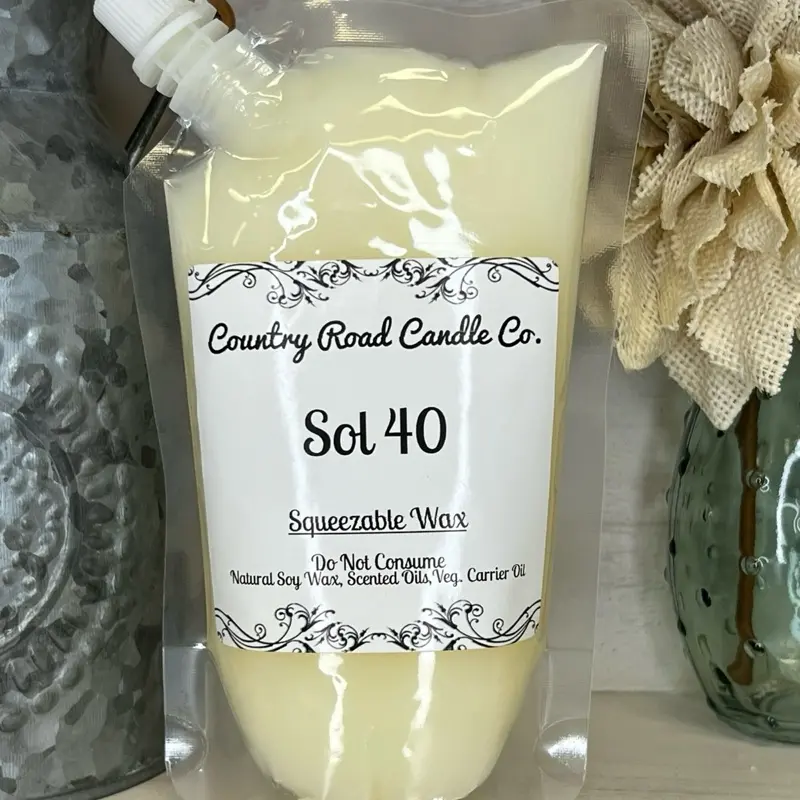 Country Road Candle Co.
Sol 40
Squeezable Wax
Do Not Consume
Natural Soy Wax, Scented Oils,Veg. Carrier Oil